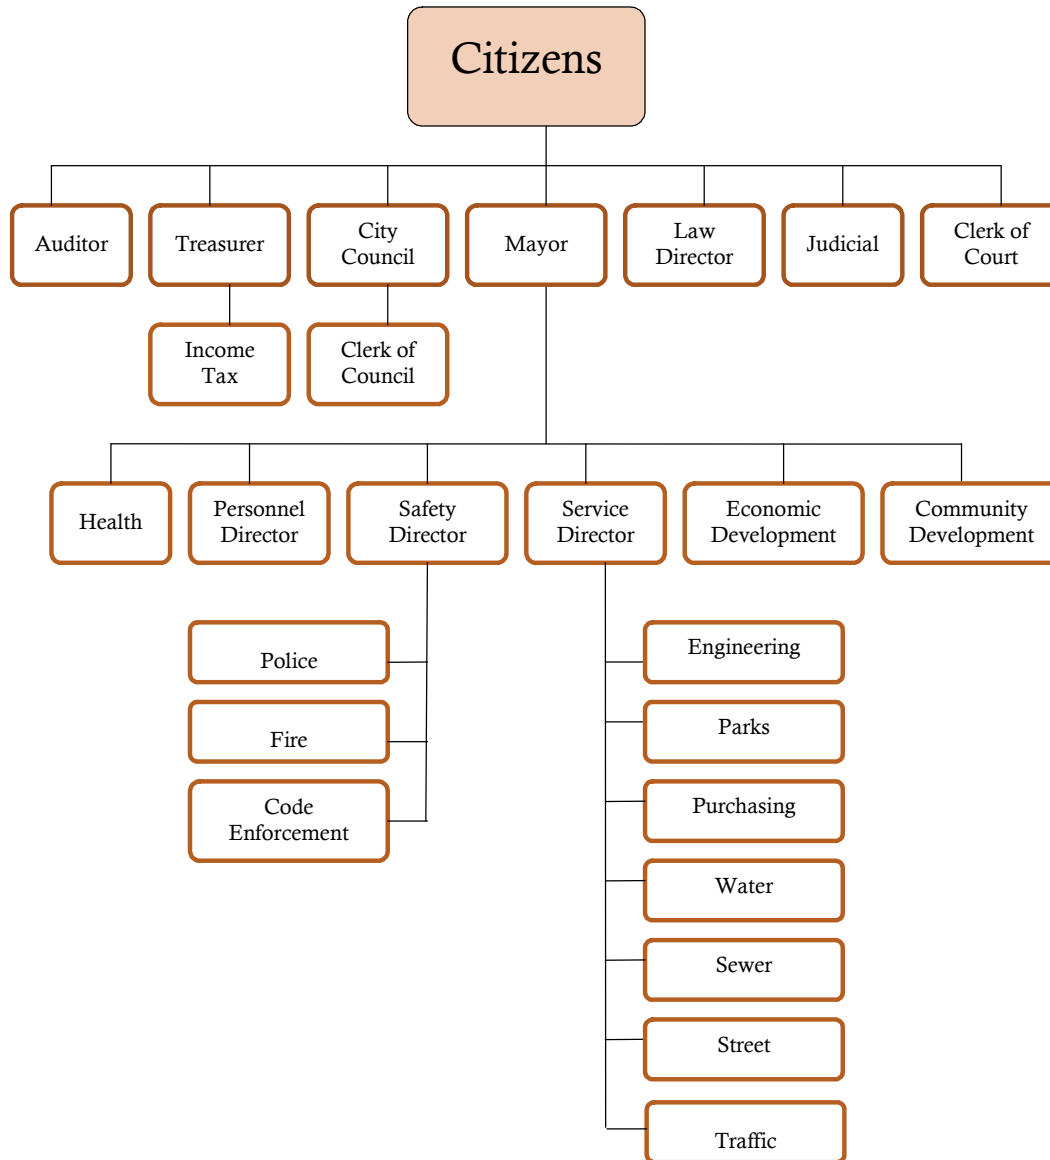 Citizens
Auditor
Treasurer
City
Council
Mayor
Law
Director
Judicial
Clerk of
Court
Income
Tax
Clerk of
Council
Health
Personnel
Director
Safety
Director
Service
Director
Economic
Development
Community
Development
Police
Fire
Code
Enforcement
Engineering
Parks
Purchasing
Water
Sewer
Street
Traffic